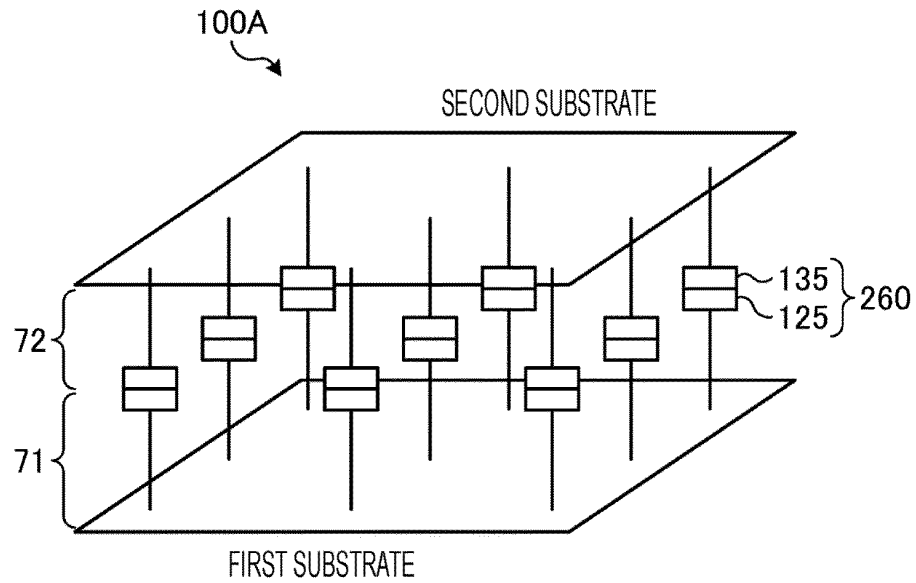 100A
SECOND SUBSTRATE
135
125
260
72
71
FIRST SUBSTRATE